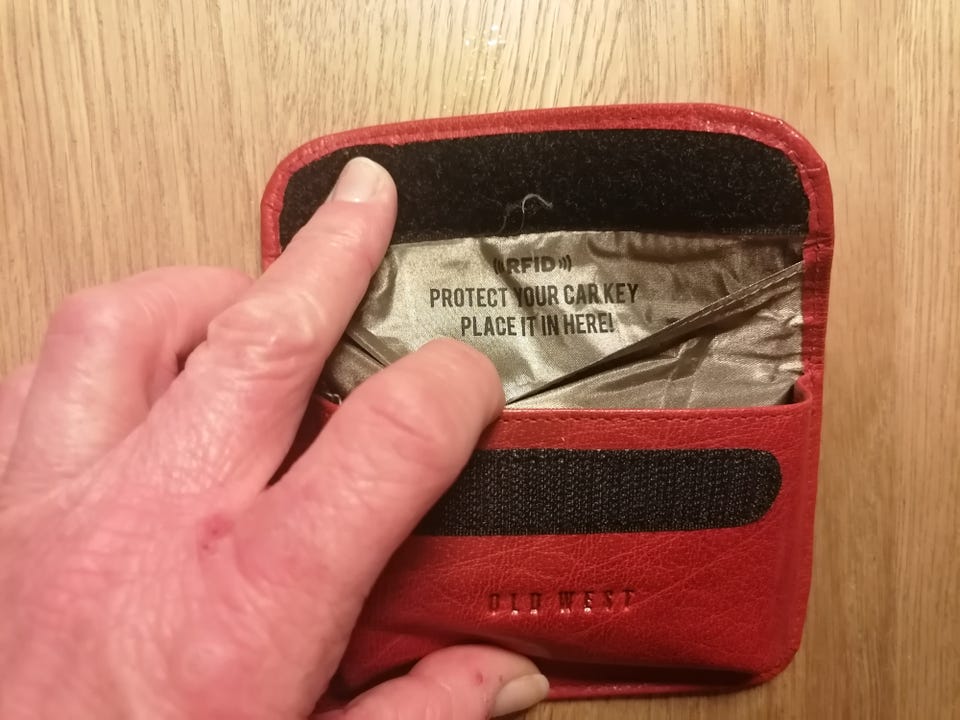 RFID
PROTECT YOUR CAR KEY
PLACE IT IN HERE!
OLD WEST